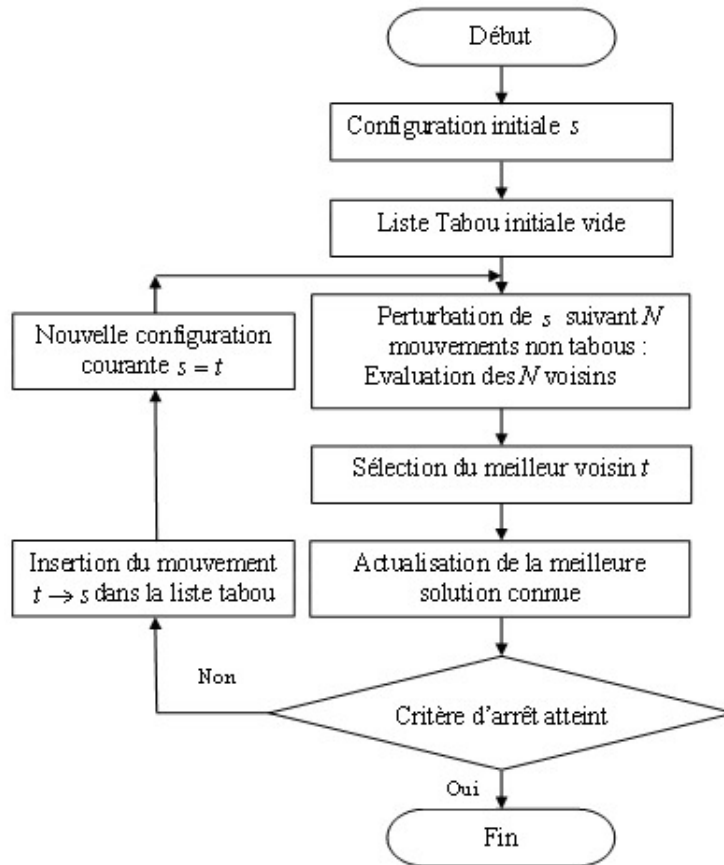 Début
Configuration initiale s
Liste Tabou initiale vide
Perturbation de s suivant N
mouvements non tabous :
Evaluation des N voisins
Nouvelle configuration
courante s = t
Sélection du meilleur voisin t
Insertion du mouvement
t → s dans la liste tabou
Actualisation de la meilleure
solution connue
Non
Critère d'arrêt atteint
Oui
Fin